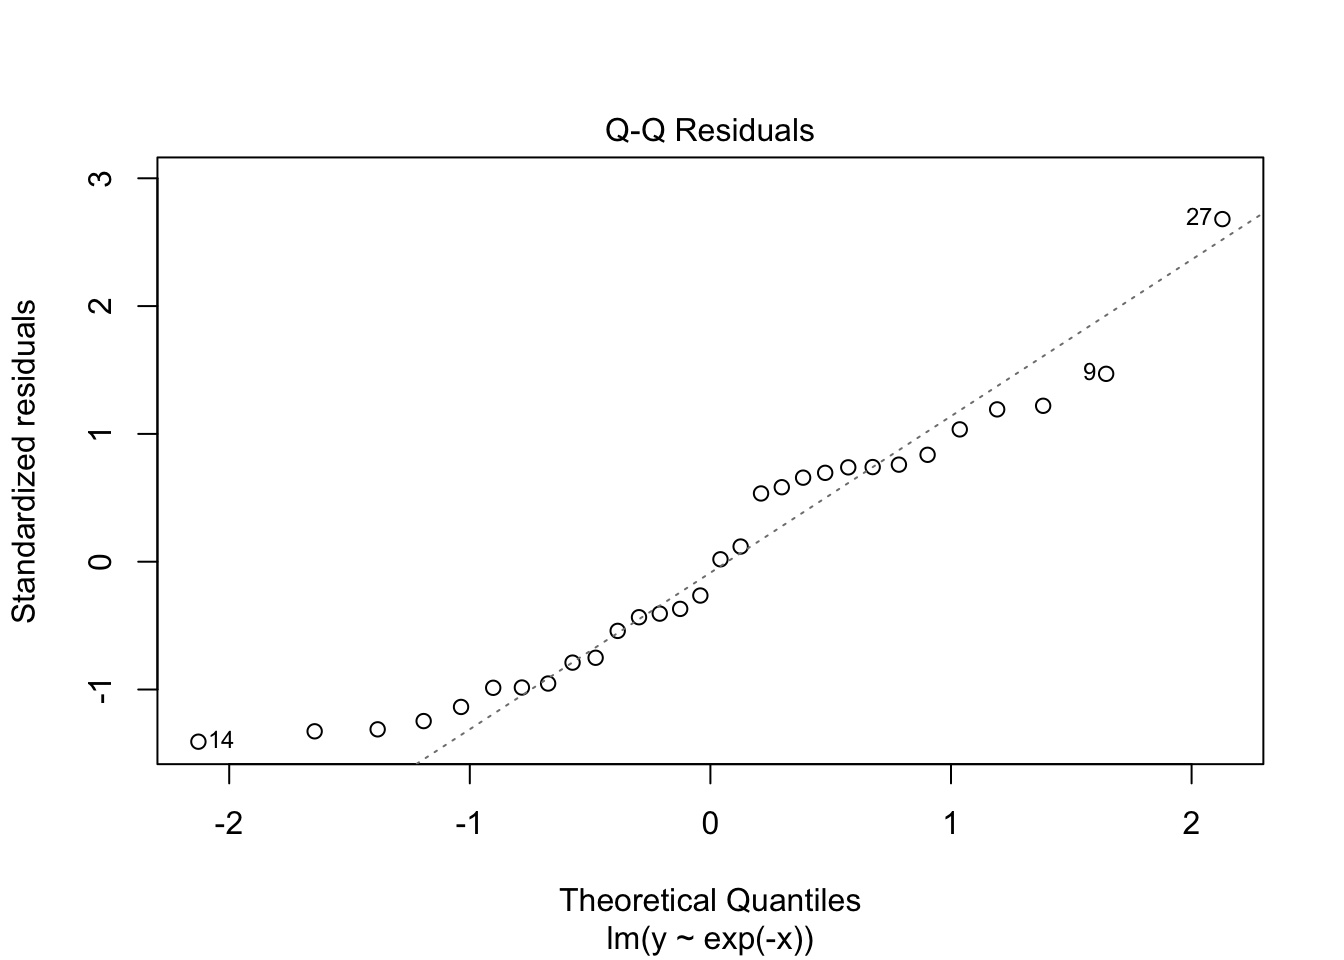 Q-Q Residuals
Standardized residuals
3
2
1
0
-1
27
9
14
-2 -1 0 1 2
Theoretical Quantiles
lm(y ~ exp(-x))